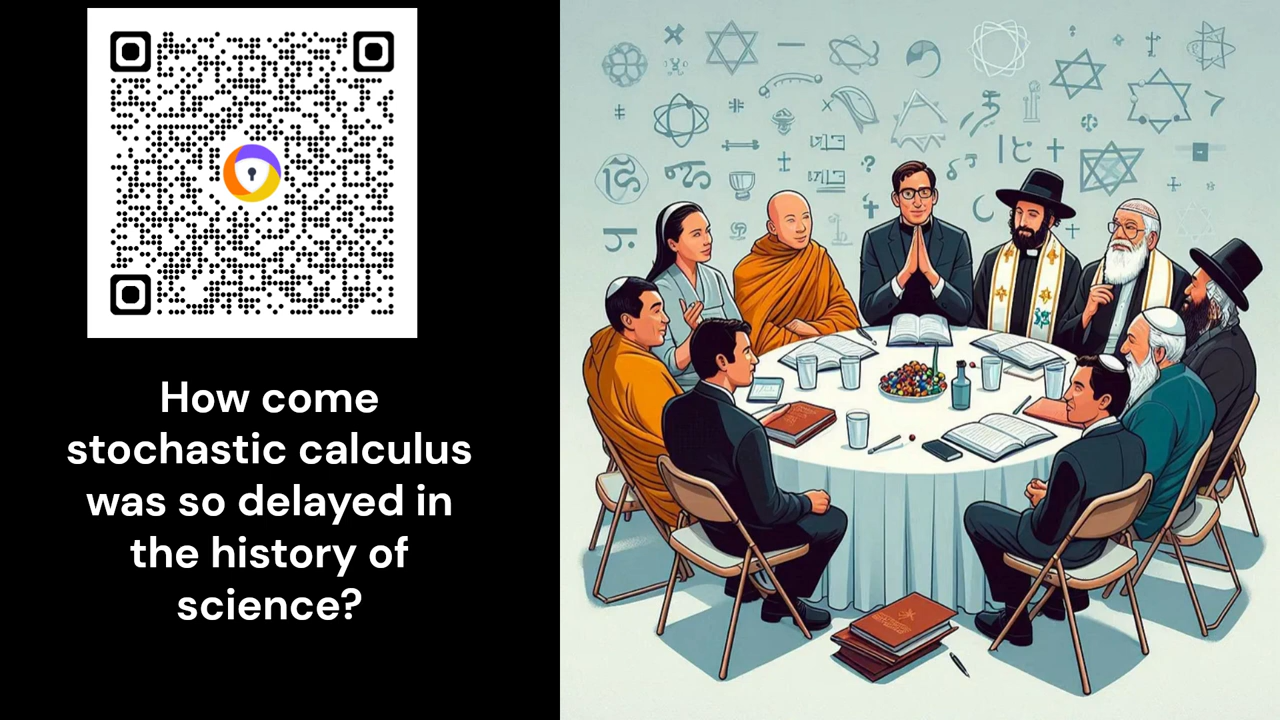 How come
stochastic calculus
was so delayed in
the history of
science?